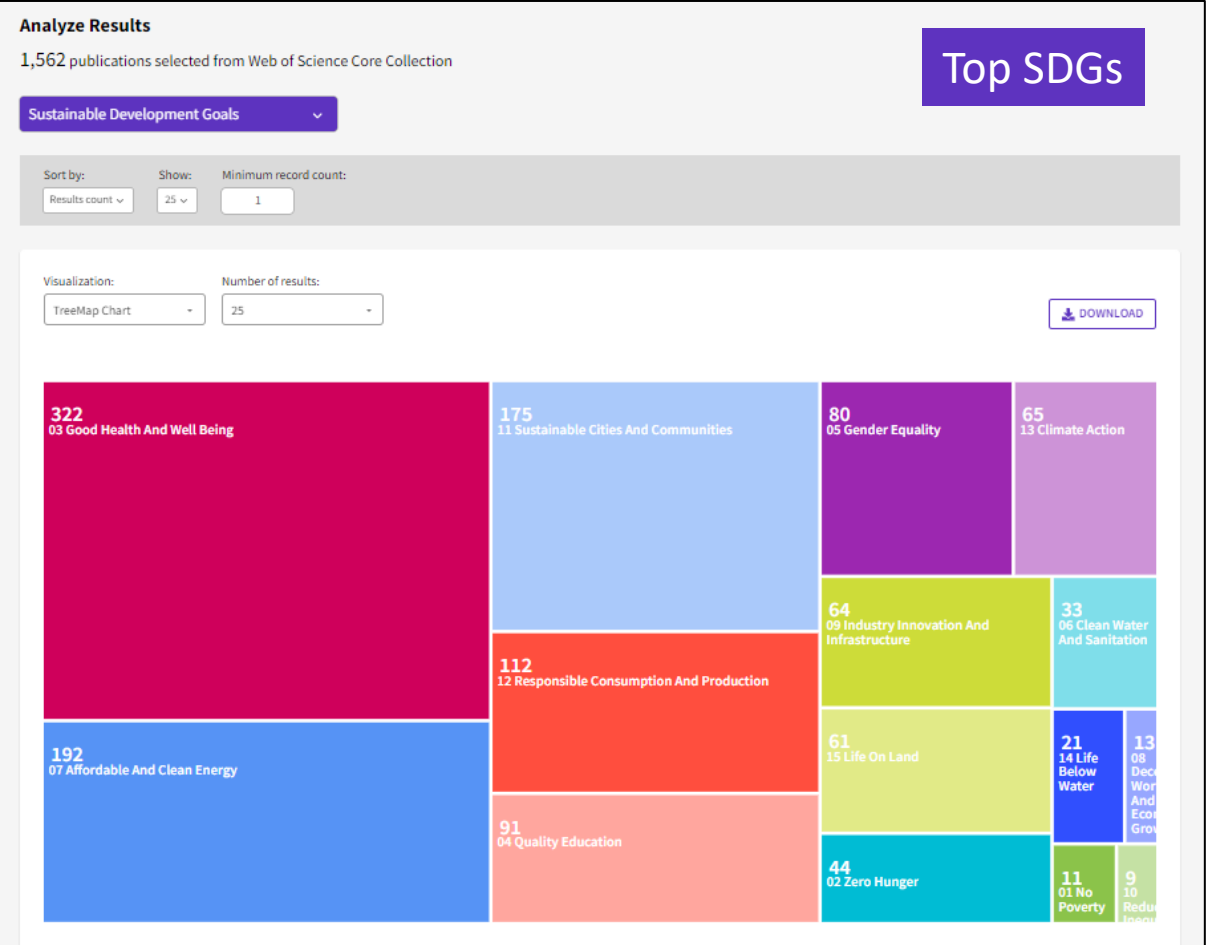 Analyze Results
1,562 publications selected from Web of Science Core Collection
Top SDGs
Sustainable Development Goals
Sort by:
Show:
Minimum record count:
Results count
25
1
Visualization:
Number of results:
TreeMap Chart
25
DOWNLOAD
322
03 Good Health And Well Being
192
07 Affordable And Clean Energy
175
11 Sustainable Cities And Communities
112
12 Responsible Consumption And Production
91
04 Quality Education
80
05 Gender Equality
65
13 Climate Action
64
09 Industry Innovation And
Infrastructure
33
06 Clean Water
And Sanitation
61
15 Life On Land
44
02 Zero Hunger
21
14 Life
Below
Water
13
08
And
11
01 No
Poverty
9
10